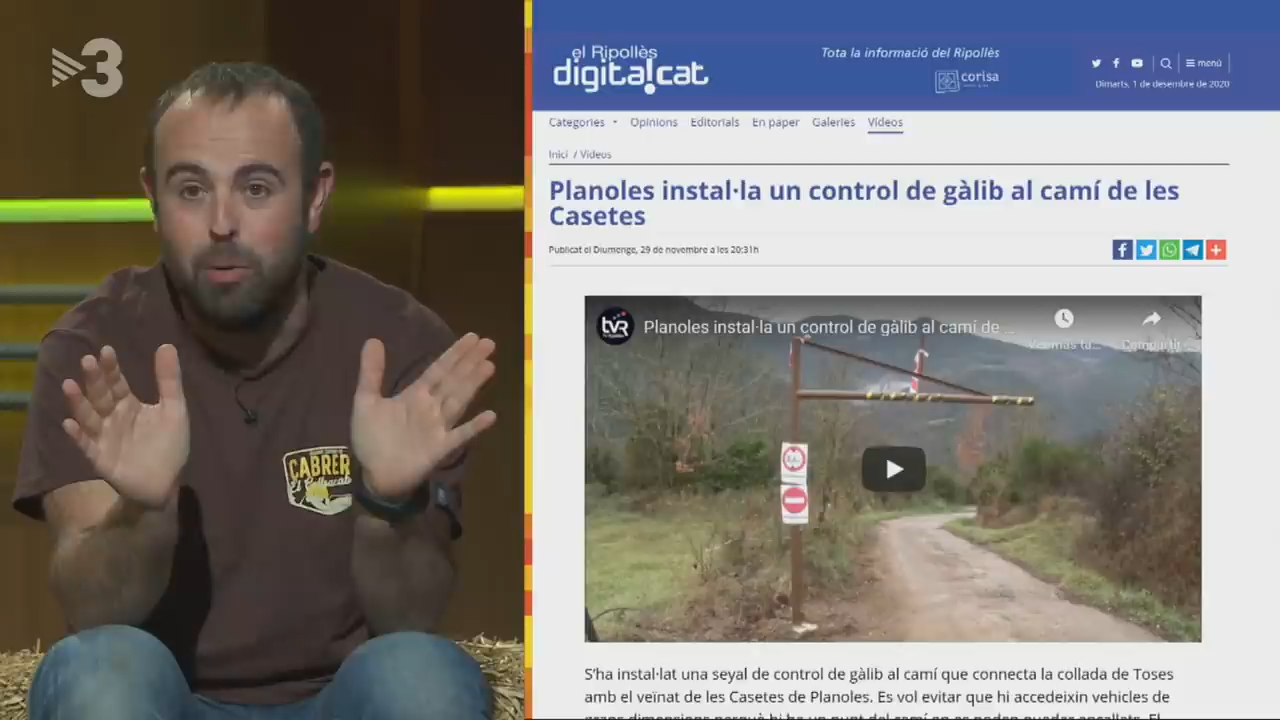 3
CABRER
El Collsacab
el Ripollès
digital.cat
Tota la informació del Ripollès
corisa
menú
Dimarts, 1 de desembre de 2020
Categories
Opinions
Editorials
En paper
Galeries
Vídeos
Inici / Vídeos
Planoles instal·la un control de gàlib al camí de les
Casetes
Publicat el Diumenge, 29 de novembre a les 20:31h
tvR
Planoles instal·la un control de gàlib al camí de ...
Compartir
S'ha instal·lat una seyal de control de gàlib al camí que connecta la collada de Toses
amb el veïnat de les Casetes de Planoles. Es vol evitar que hi accedeixin vehicles de